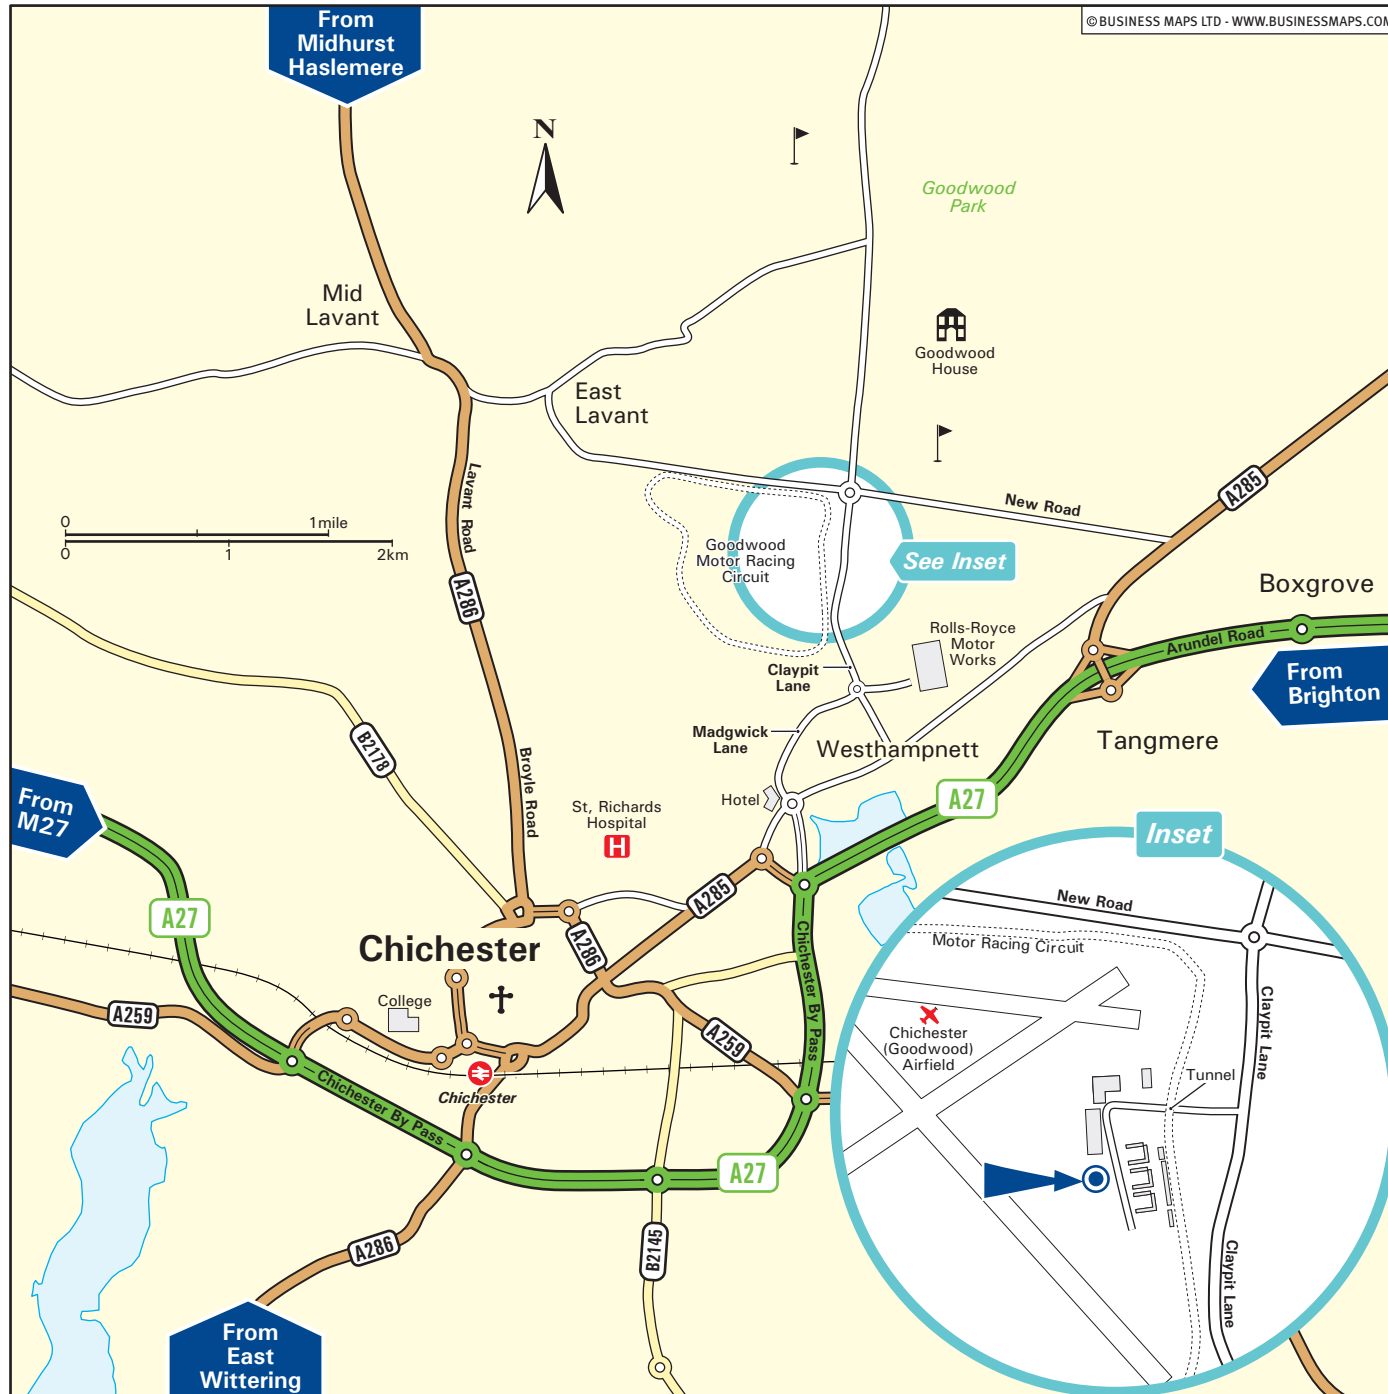 From
Midhurst
Haslemere
© BUSINESS MAPS LTD - WWW.BUSINESSMAPS.COM
N
Goodwood
Park
Mid
Lavant
Goodwood
House
East
Lavant
Lavant Road
A285
New Road
0
1mile
0
1
2km
Goodwood
Motor Racing
Circuit
See Inset
A286
Boxgrove
Rolls-Royce
Motor
Works
Arundel Road
Claypit
Lane
From
Brighton
Madgwick
Lane
Westhampnett
Tangmere
B2178
Broyle Road
From
M27
Hotel
A27
St, Richards
Hospital
H
Inset
A285
A27
New Road
Chichester
A286
Chichester By Pass
Motor Racing Circuit
College
A259
A259
Chichester
(Goodwood)
Airfield
Claypit Lane
Tunnel
Chichester
Chichester By Pass
A27
A286
B2145
Claypit Lane
From
East
Wittering